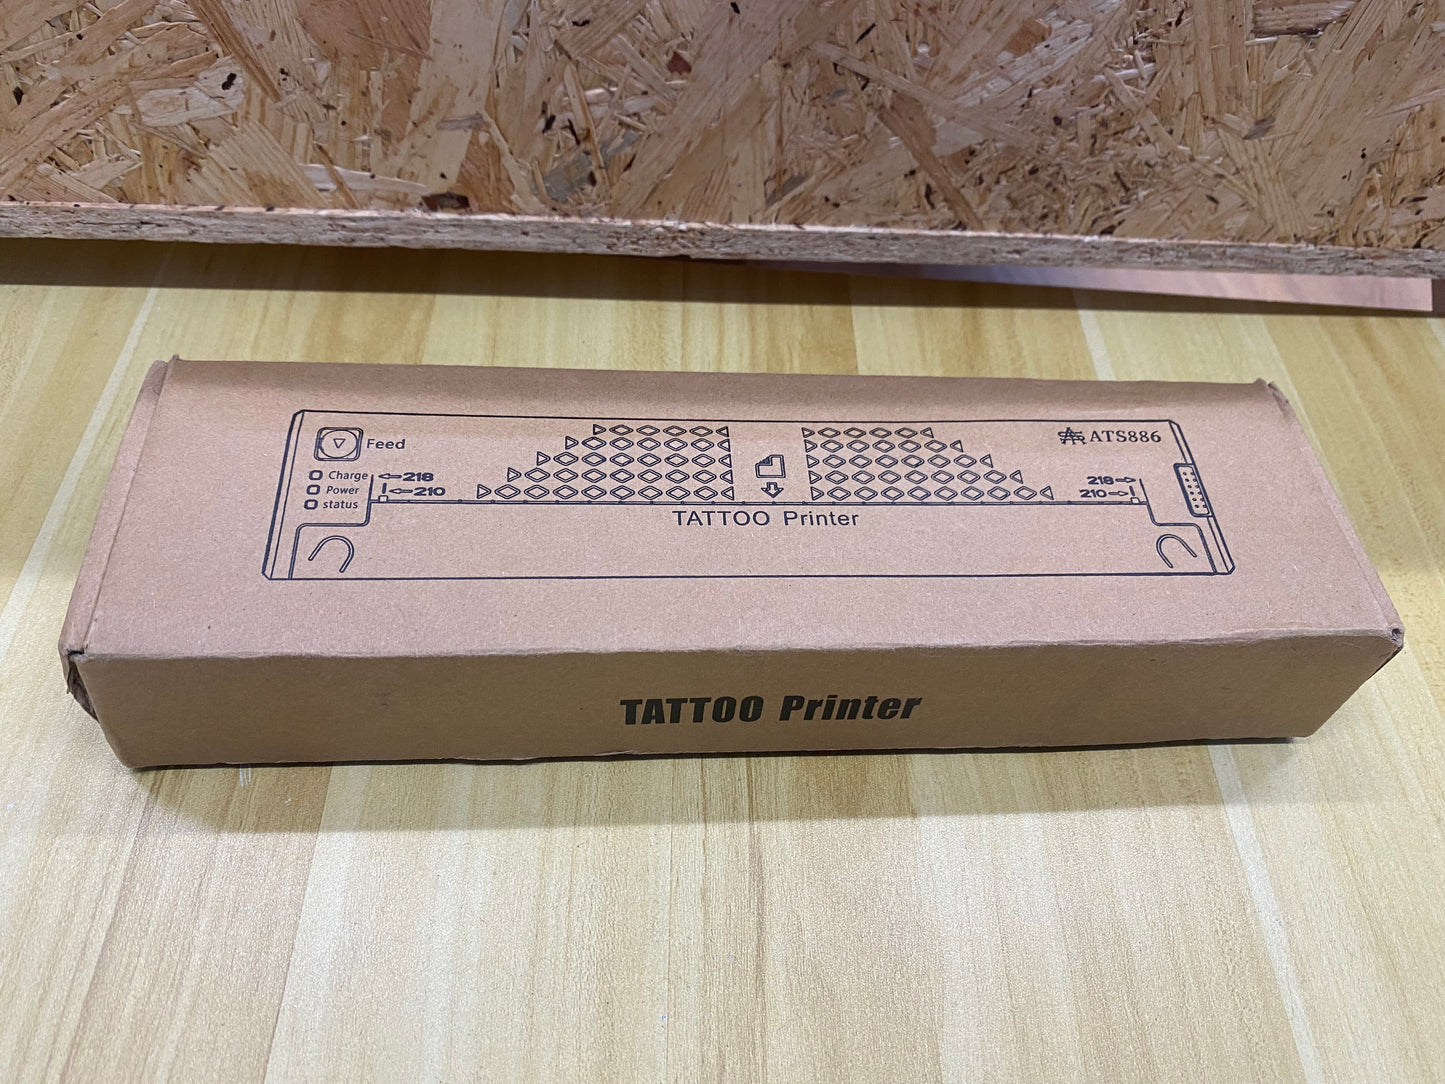 Feed
ATS886
Charge 218
Power 210
status
218
210
TATTOO Printer
TATTOO Printer